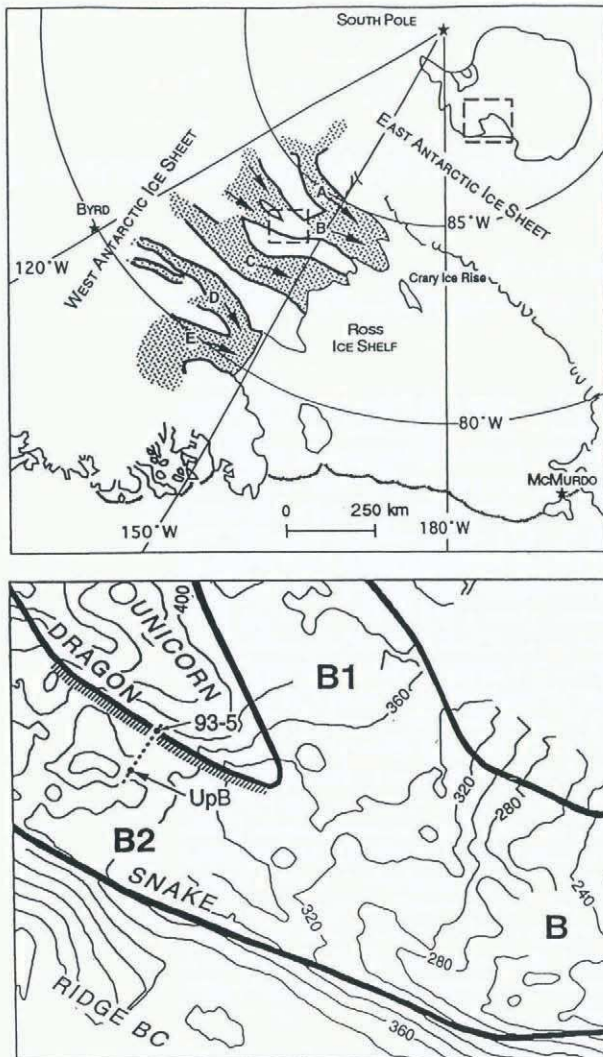 SOUTH POLE
EAST ANTARCTIC ICE SHEET
WEST ANTARCTIC ICE SHEET
A
BYRD
B
85°W
120°W
C
Crary Ice Rise
D
ROSS
ICE SHELF
E
80°W
MCMURDO
0 250 km
150°W
180°W
UNICORN
400
DRAGON
B1
93-5
360
UpB
320
280
B2
SNAKE
240
320
B
280
RIDGE BC
360